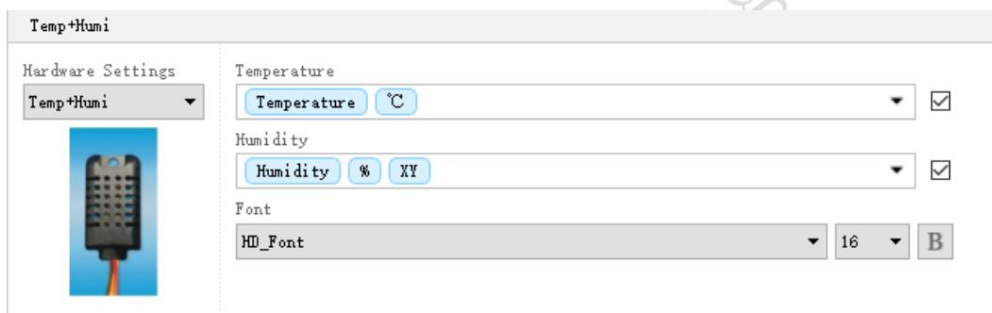 Temp+Humi
Hardware Settings
Temp+Humi
Temperature
Temperature ℃
Humidity
Humidity % XY
Font
HD_Font 16 B